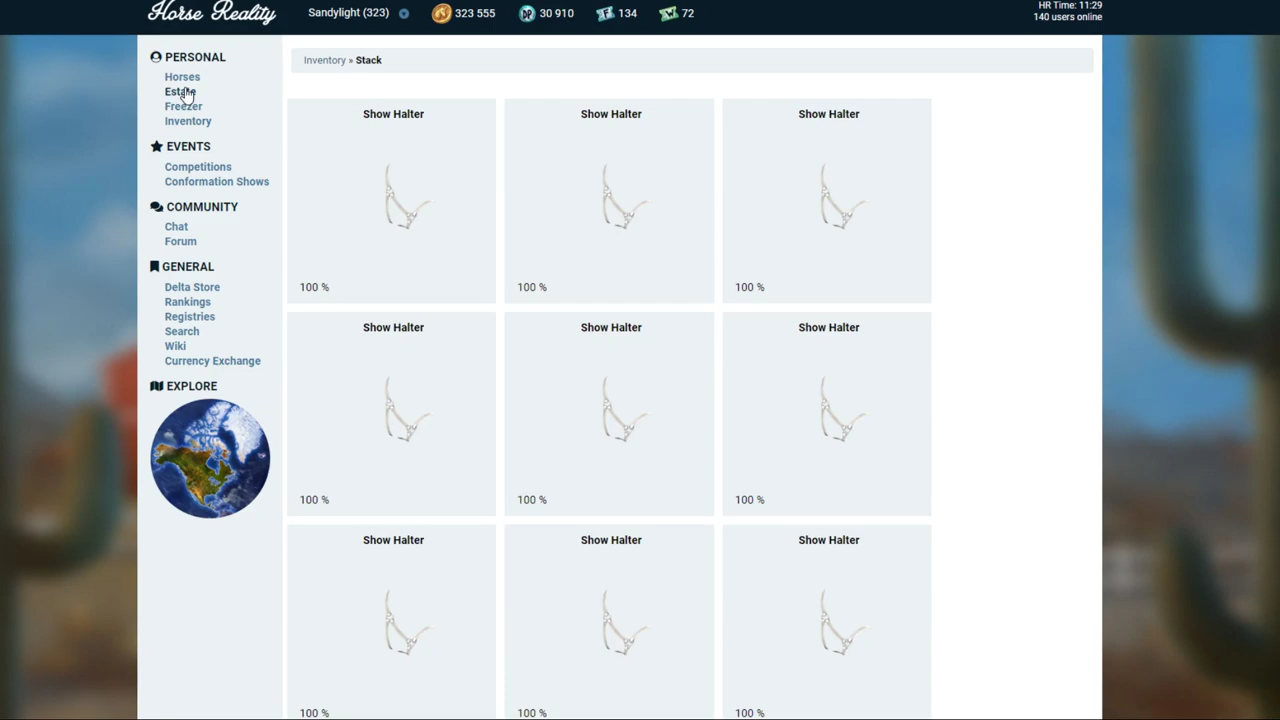 Horse Reality
Sandylight (323)
323 555
DP
30 910
134
72
HR Time: 11:29
140 users online
PERSONAL
Horses
Estate
Freezer
Inventory
EVENTS
Competitions
Conformation Shows
COMMUNITY
Chat
Forum
GENERAL
Delta Store
Rankings
Registries
Search
Wiki
Currency Exchange
EXPLORE
Inventory » Stack
Show Halter
100 %
Show Halter
100 %
Show Halter
100 %
Show Halter
100 %
Show Halter
100 %
Show Halter
100 %
Show Halter
100 %
Show Halter
100 %
Show Halter
100 %